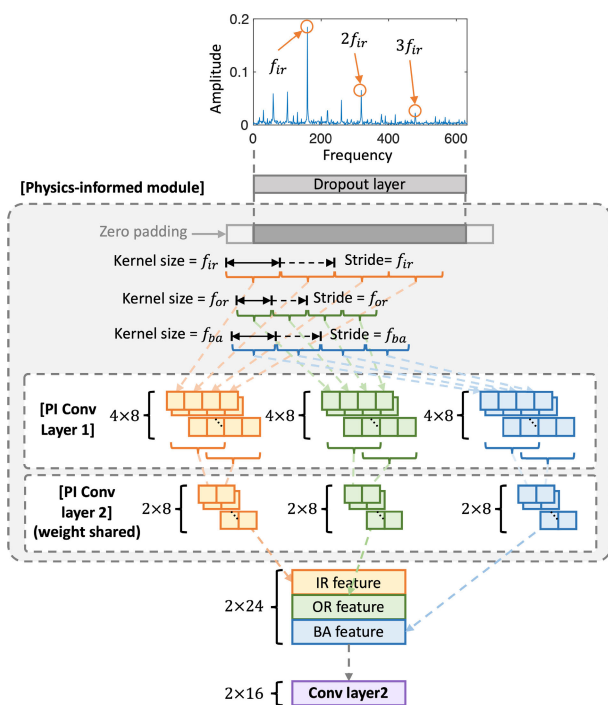 0.2
0.1
0
Amplitude
f_ir
2f_ir
3f_ir
0
200
400
600
Frequency
[Physics-informed module]
Dropout layer
Zero padding
Kernel size = f_ir
Stride= f_ir
Kernel size = f_or
Stride = f_or
Kernel size = f_ba
Stride = f_ba
[PI Conv
Layer 1]
4×8
4×8
4×8
[PI Conv
layer 2]
(weight shared)
2×8
2×8
2×8
2×24
IR feature
OR feature
BA feature
2×16
Conv layer2